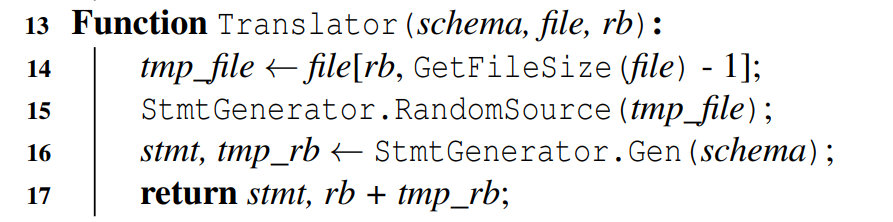 13 Function Translator(schema, file, rb):
14 tmp_file ← file[rb, GetFileSize(file) - 1];
15 StmtGenerator.RandomSource(tmp_file);
16 stmt, tmp_rb ← StmtGenerator.Gen(schema);
17 return stmt, rb + tmp_rb;